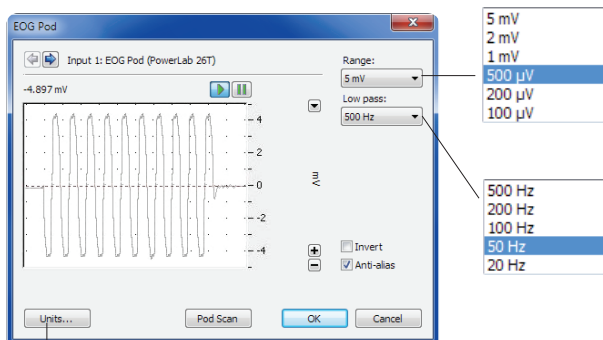 EOG Pod
Input 1: EOG Pod (PowerLab 26T)
-4.897 mV
4
2
0
-2
-4
mV
Range:
5 mV
Low pass:
500 Hz
Invert
Anti-alias
Units...
Pod Scan
OK
Cancel
5 mV
2 mV
1 mV
500 µV
200 µV
100 µV
500 Hz
200 Hz
100 Hz
50 Hz
20 Hz